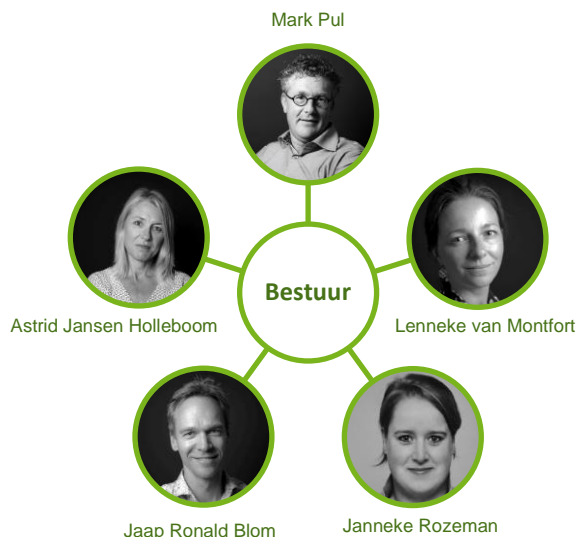 Mark Pul
Bestuur
Astrid Jansen Holleboom
Lenneke van Montfort
Jaap Ronald Blom
Janneke Rozeman